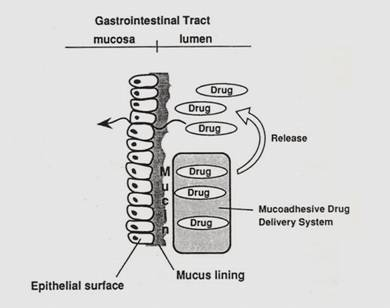 Gastrointestinal Tract
mucosa lumen
Drug
Drug
Drug
Release
Mucin
Drug
Drug
Drug
Mucoadhesive Drug
Delivery System
Mucus lining
Epithelial surface